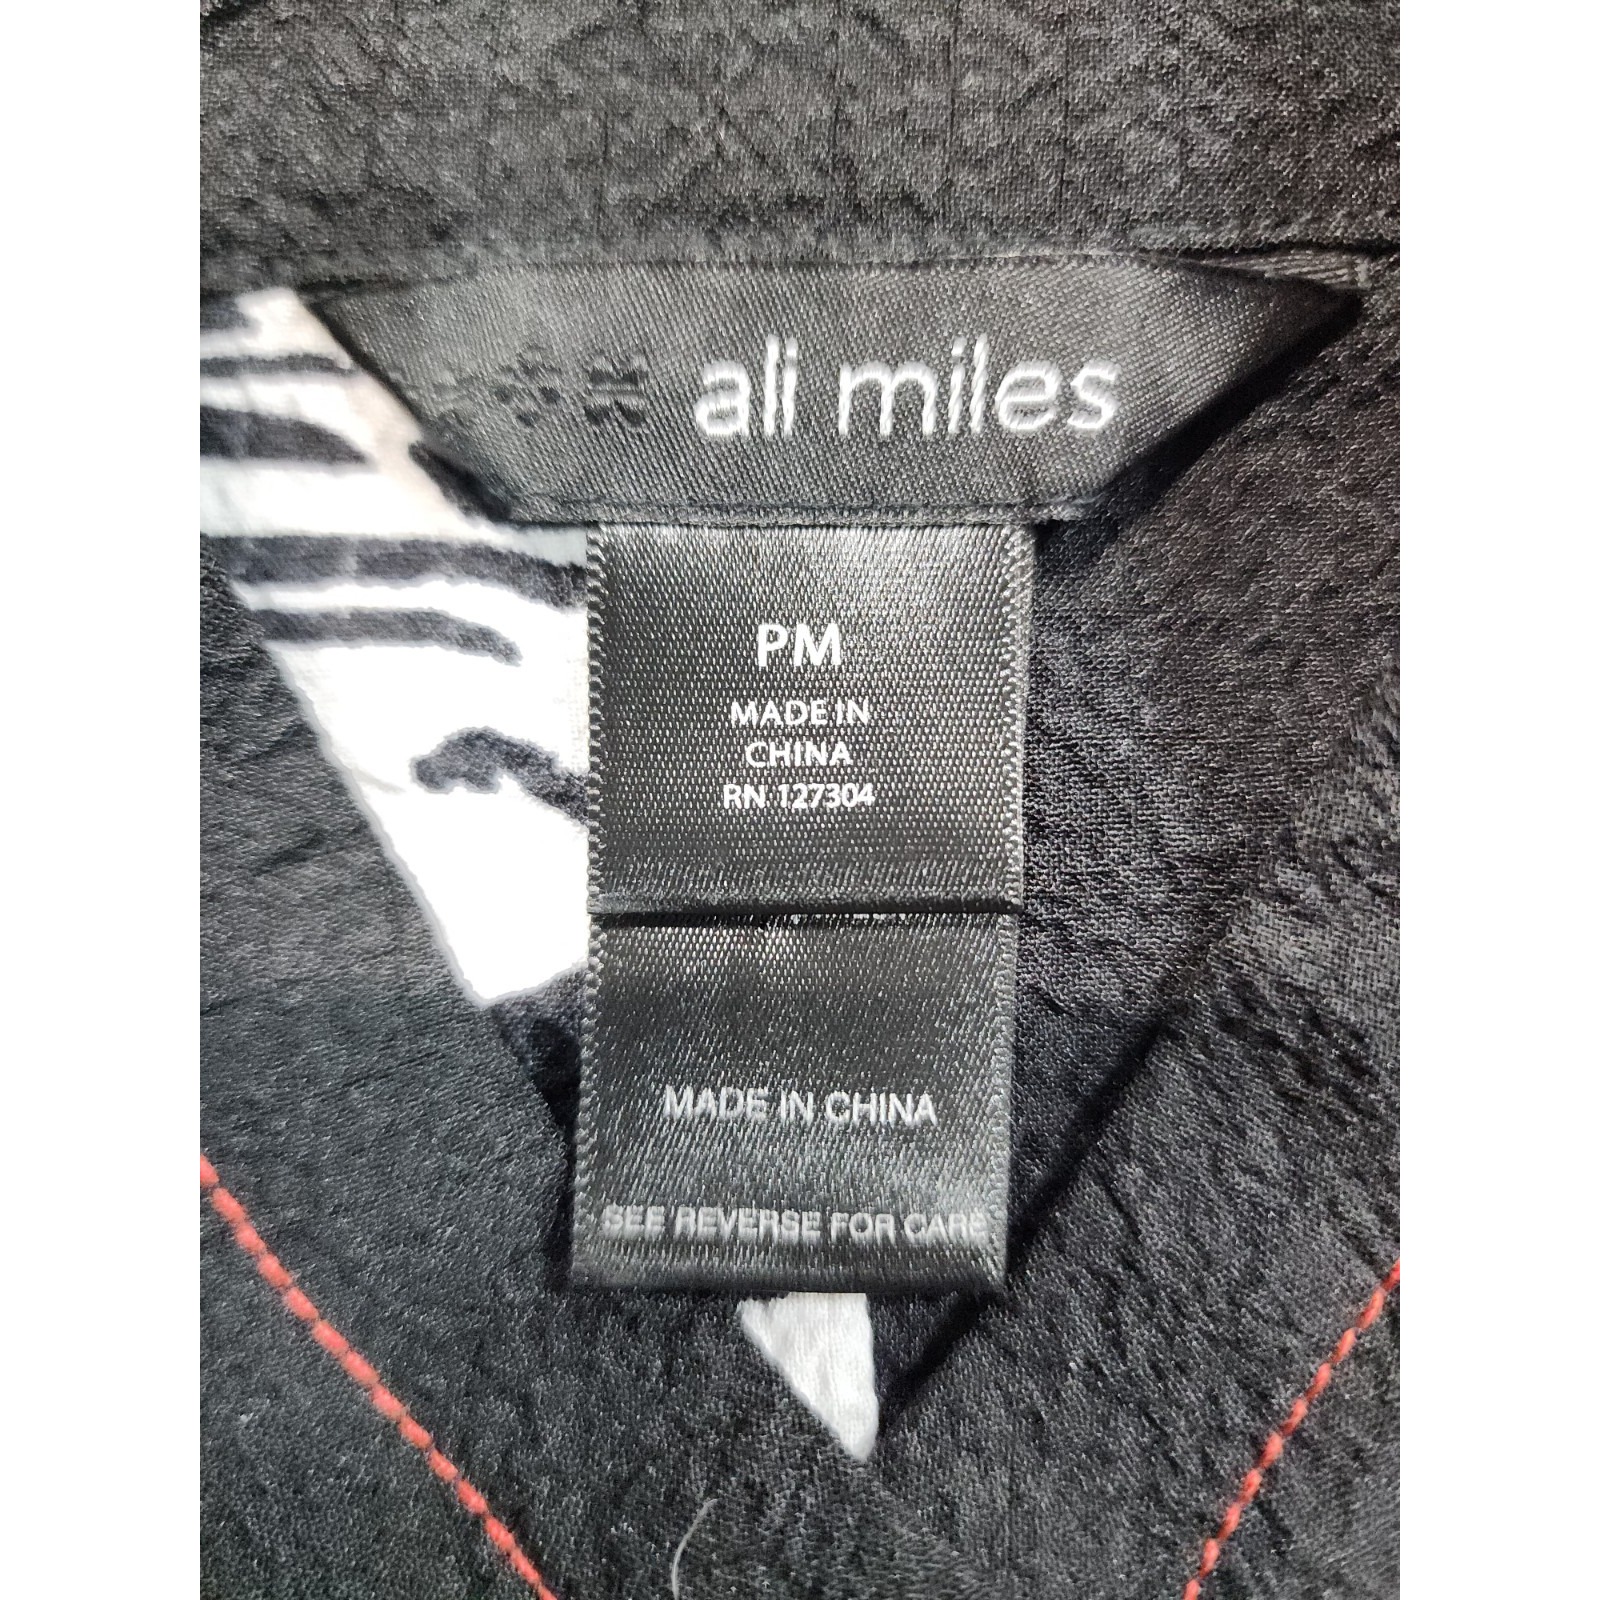 ali miles
PM
MADE IN
CHINA
RN 127304
MADE IN CHINA
SEE REVERSE FOR CARE